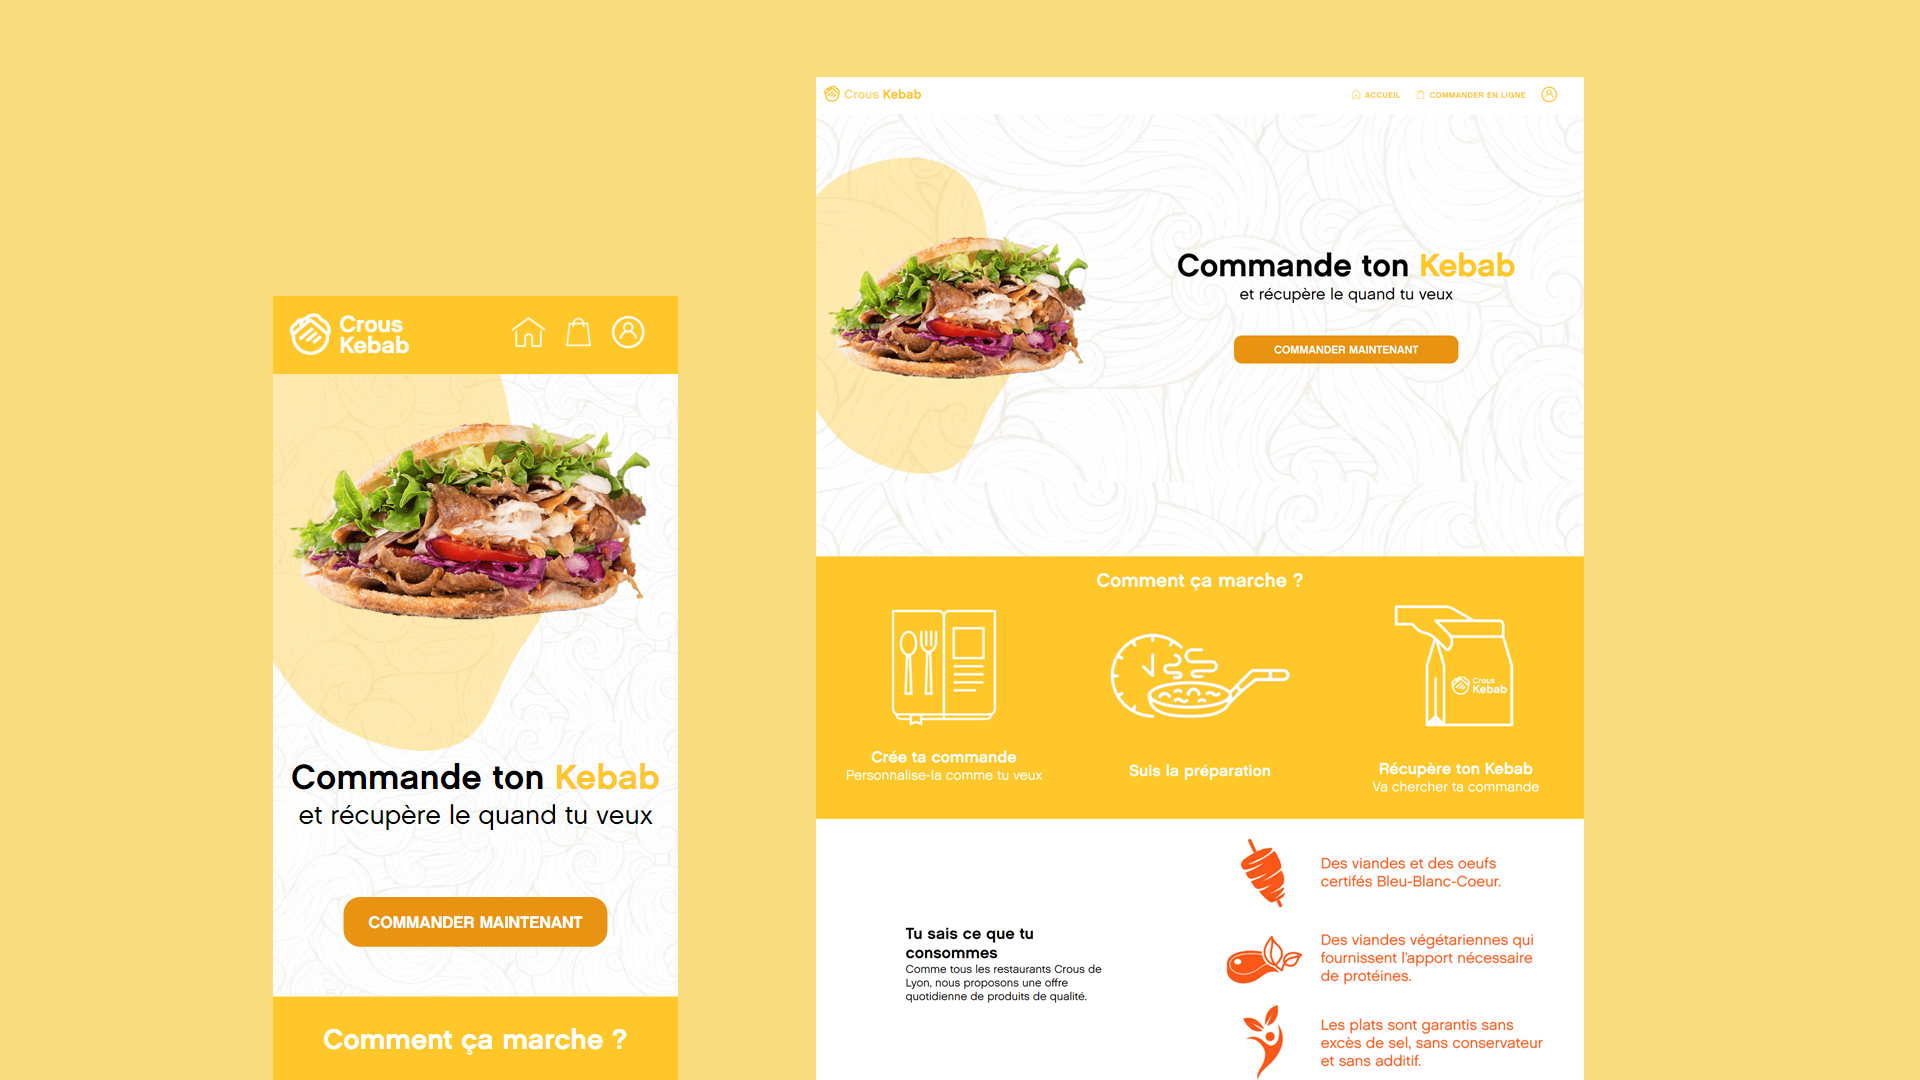 Crous
Kebab
Commande ton Kebab
et récupère le quand tu veux
COMMANDER MAINTENANT
Comment ça marche ?
Crous Kebab
ACCUEIL
COMMANDER EN LIGNE
Commande ton Kebab
et récupère le quand tu veux
COMMANDER MAINTENANT
Comment ça marche ?
Crous
Kebab
Crée ta commande
Personnalise-la comme tu veux
Suis la préparation
Récupère ton Kebab
Va chercher ta commande
Tu sais ce que tu
consommes
Comme tous les restaurants Crous de
Lyon, nous proposons une offre
quotidienne de produits de qualité.
Des viandes et des oeufs
certifés Bleu-Blanc-Coeur.
Des viandes végétariennes qui
fournissent l'apport nécessaire
de protéines.
Les plats sont garantis sans
excès de sel, sans conservateur
et sans additif.